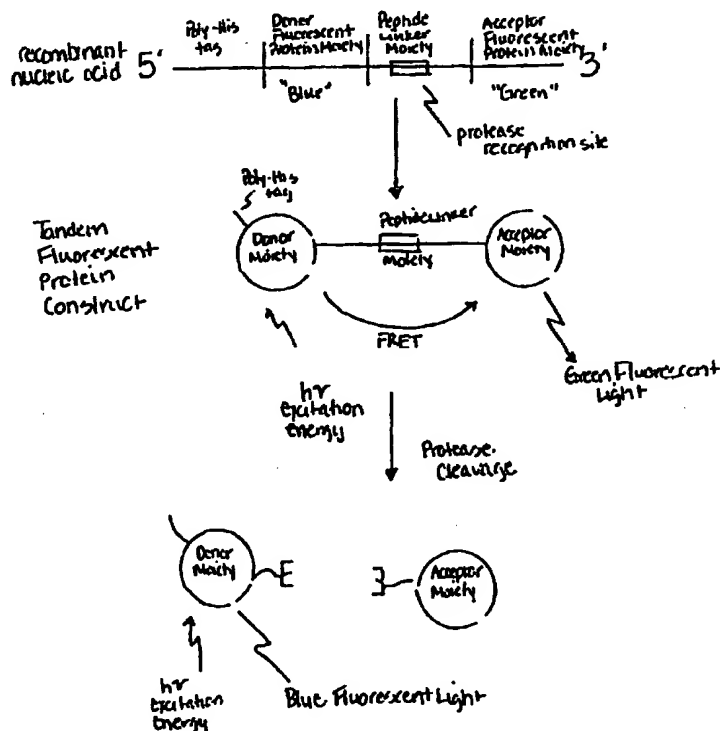 recombinant
nucleic acid
5'
Poly-His
tag
Donor
Fluorescent
Protein Moiety
Peptide
Linker
Moiety
Acceptor
Fluorescent
Protein Moiety
3'
"Blue"
"Green"
protease
recognition site
Tandem
Fluorescent
Protein
Construct
Poly-His
tag
Donor
Moiety
Peptide Linker
Moiety
Acceptor
Moiety
FRET
Green Fluorescent
Light
hν
excitation
energy
Protease
Cleavage
Donor
Moiety
Acceptor
Moiety
hν
excitation
energy
Blue Fluorescent Light